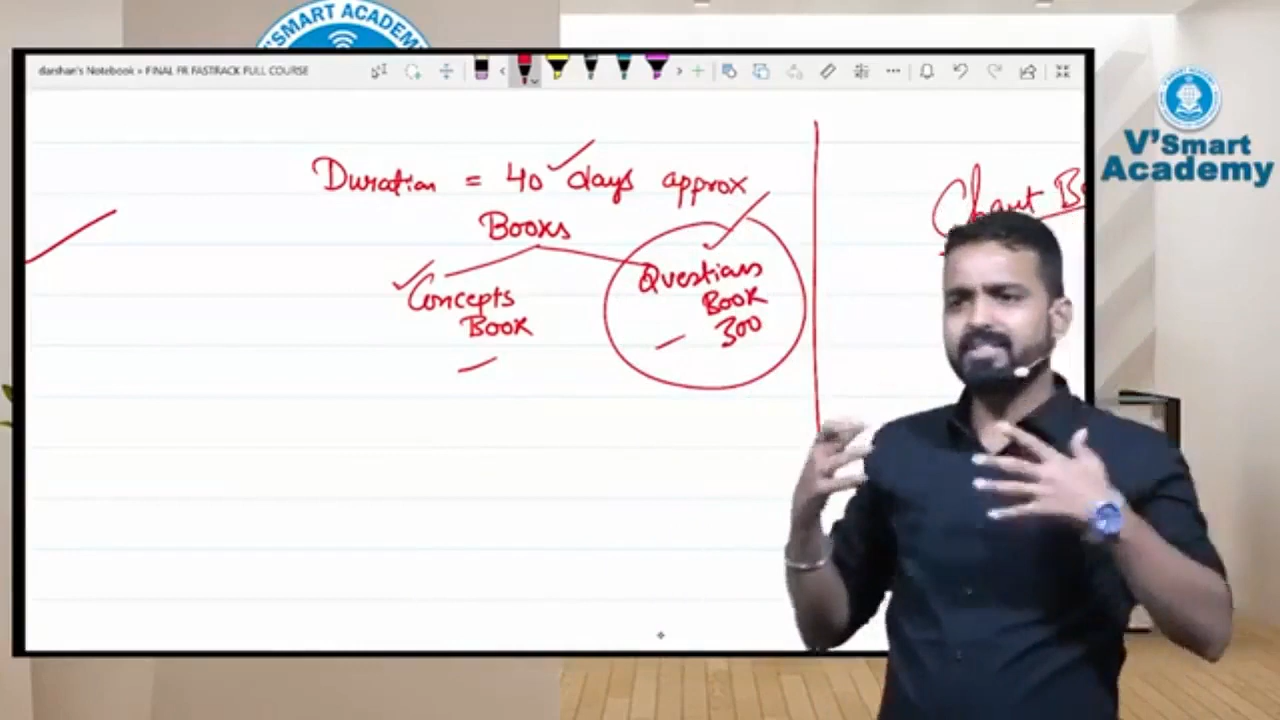 V'SMART ACADEMY
darshan's Notebook » FINAL FR FASTRACK FULL COURSE
V'Smart
Academy
Duration = 40 days approx
Books
Concepts
Book
Questions
Book
300
Chart